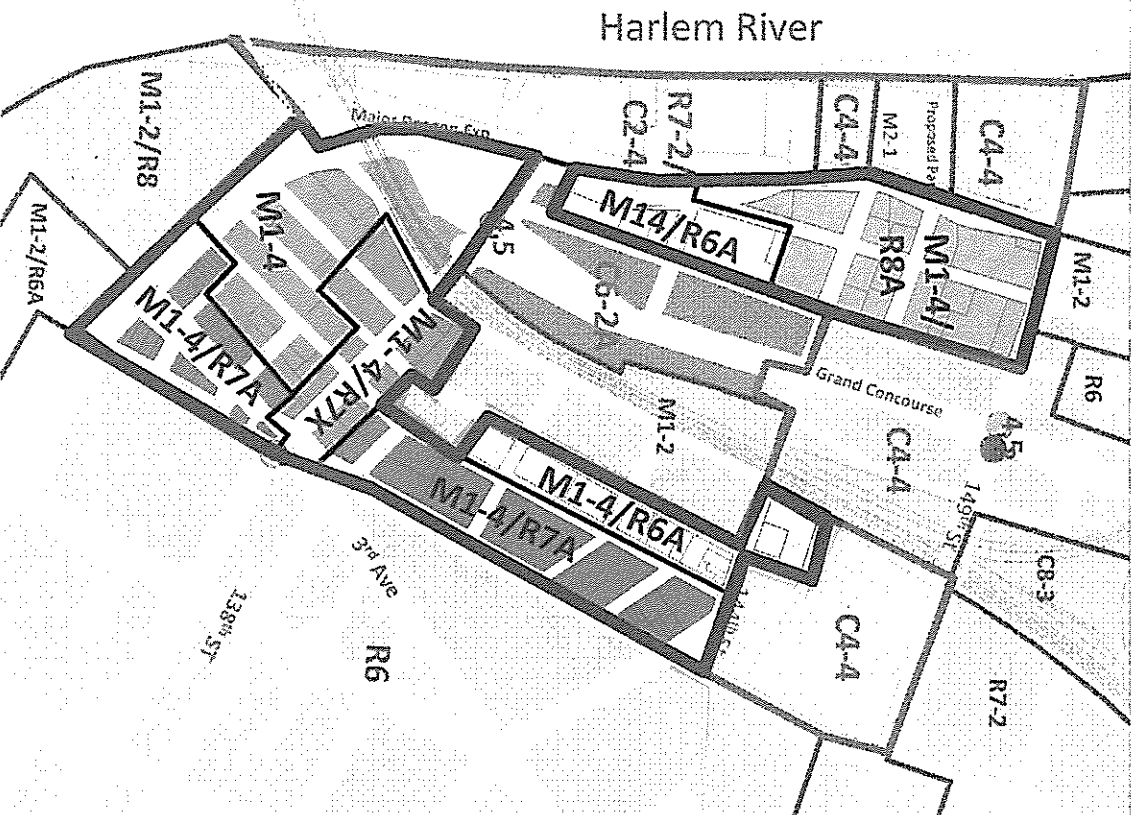 Harlem River
C4-4
Proposed
M2-1
C4-4
R7-2/
C2-4
Major Deegan Exp
M1-2/R8
M1-2/R6A
M1-2
R6
M1-4/
R8A
M14/R6A
4,5
C6-2A
M1-4
M1-4/R7A
M1-4/R7X
Grand Concourse
4,5
C4-4
149th St
M1-2
M1-4/R6A
M1-4/R7A
C8-3
R7-2
C4-4
3rd Ave
138th ST
R6